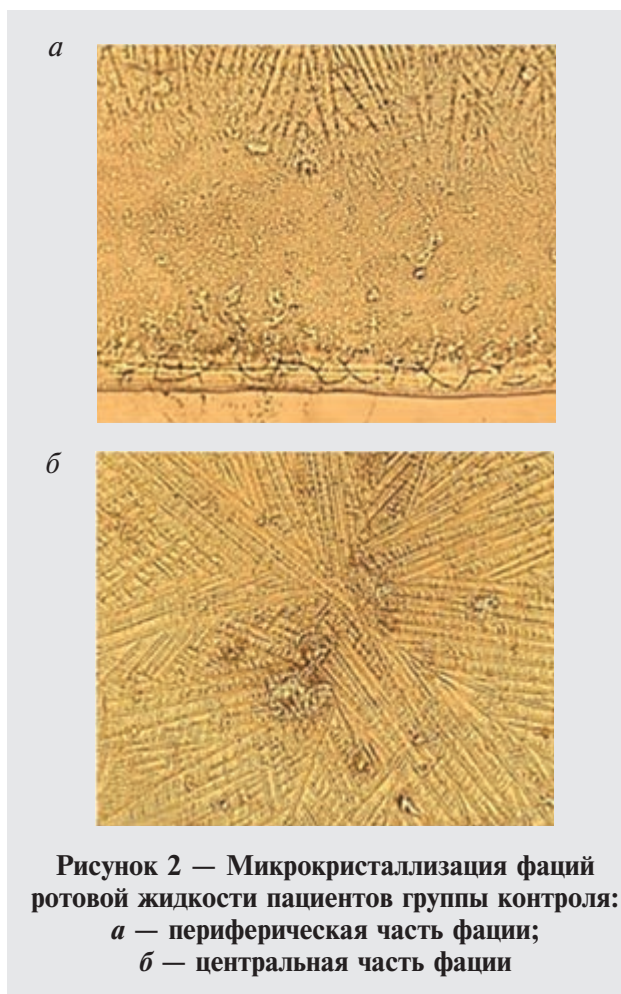 а
б
Рисунок 2 — Микрокристаллизация фаций
ротовой жидкости пациентов группы контроля:
а — периферическая часть фации;
б — центральная часть фации